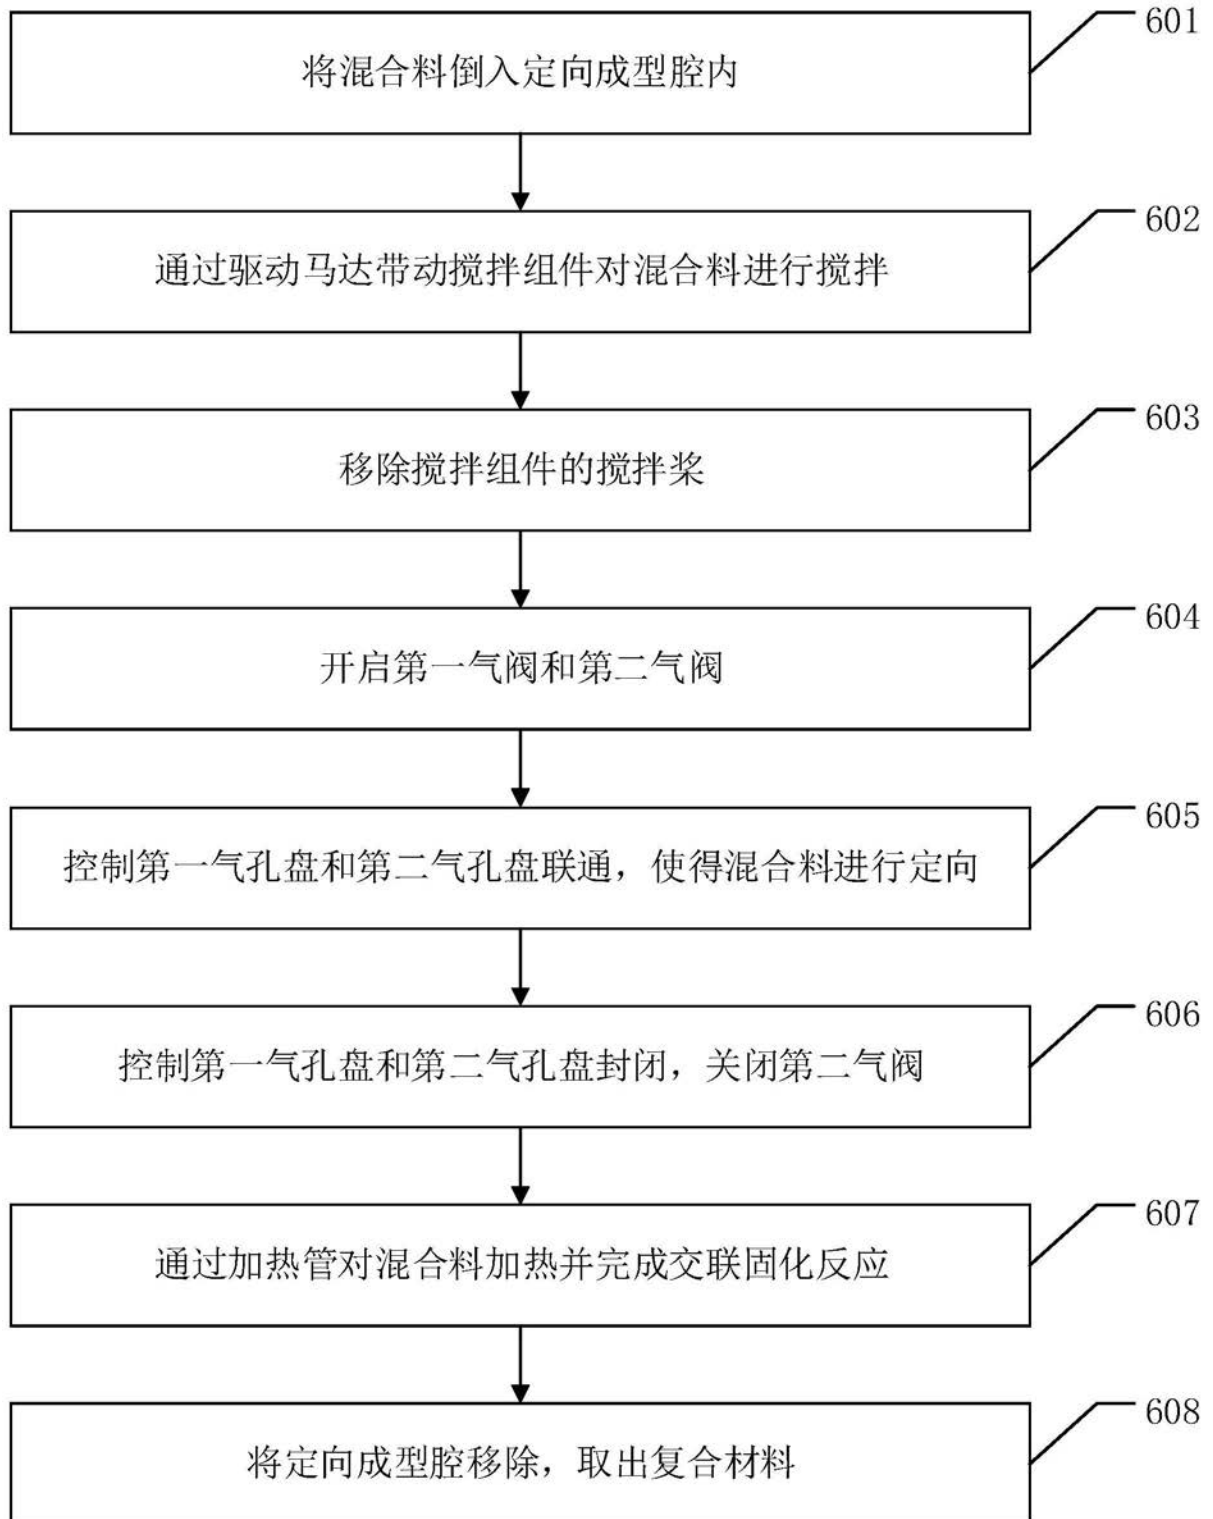 将混合料倒入定向成型腔内
601
通过驱动马达带动搅拌组件对混合料进行搅拌
602
移除搅拌组件的搅拌桨
603
开启第一气阀和第二气阀
604
控制第一气孔盘和第二气孔盘联通，使得混合料进行定向
605
控制第一气孔盘和第二气孔盘封闭，关闭第二气阀
606
通过加热管对混合料加热并完成交联固化反应
607
将定向成型腔移除，取出复合材料
608